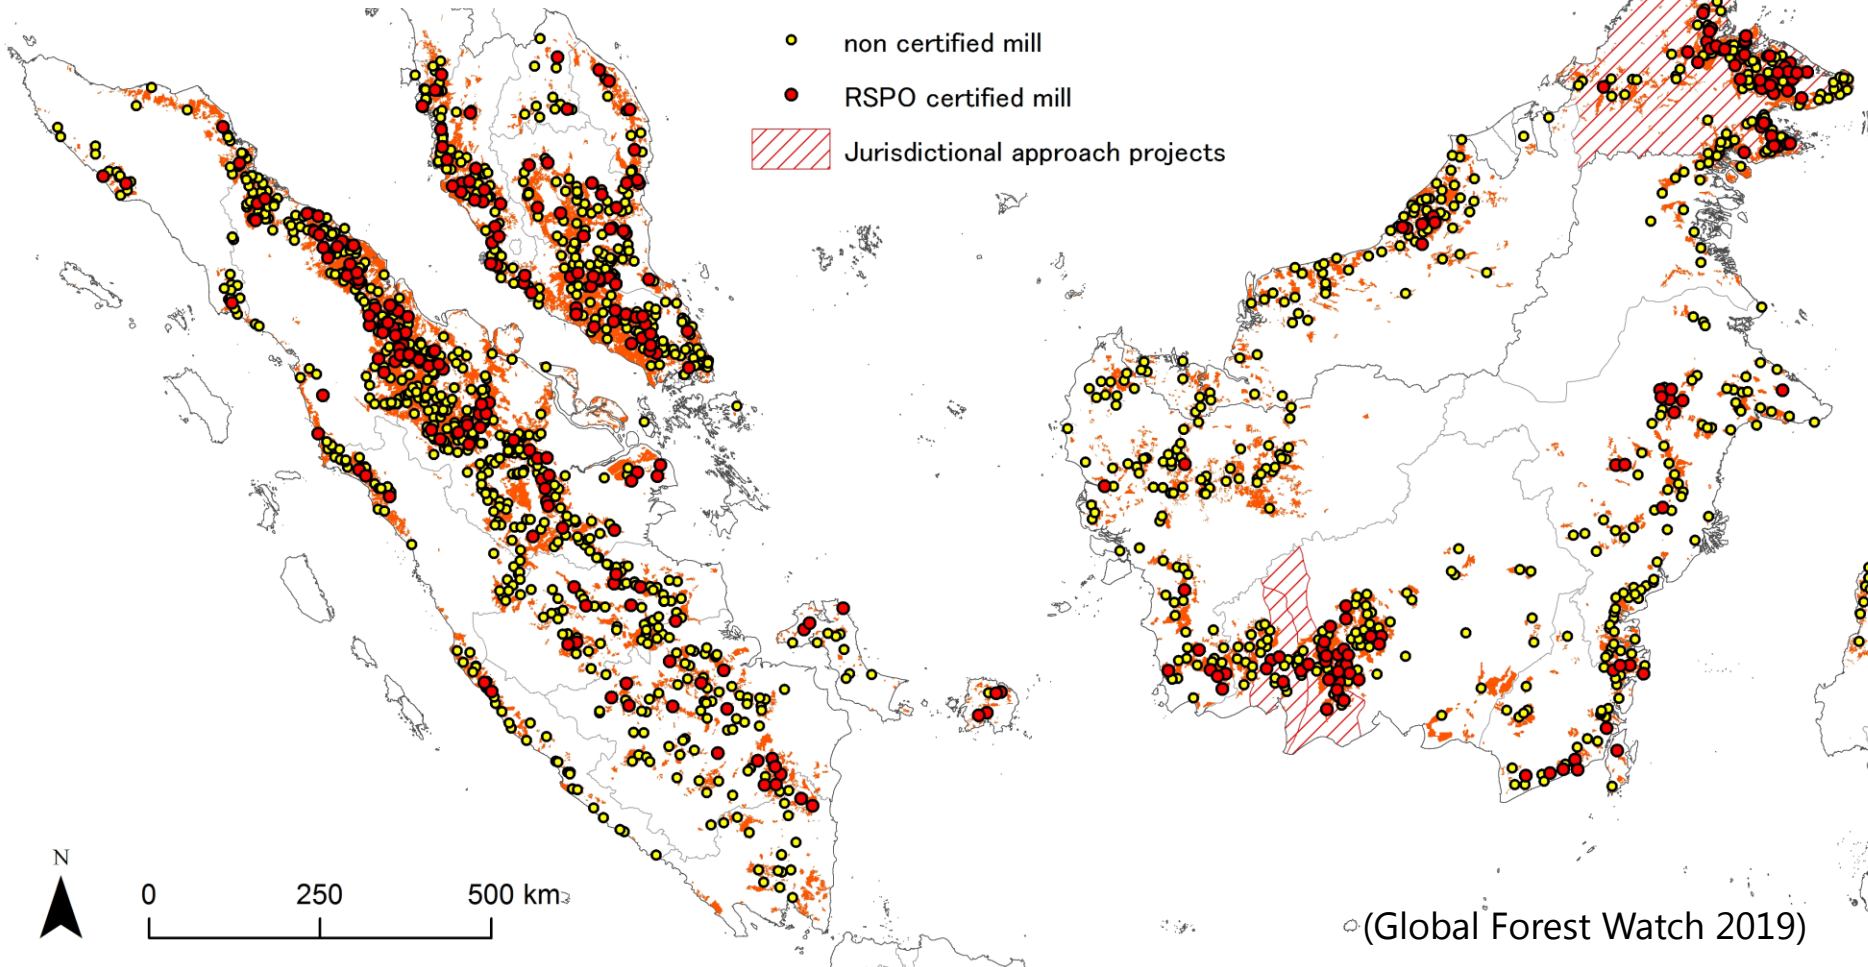 non certified mill
RSPO certified mill
Jurisdictional approach projects
N
0 250 500 km
(Global Forest Watch 2019)